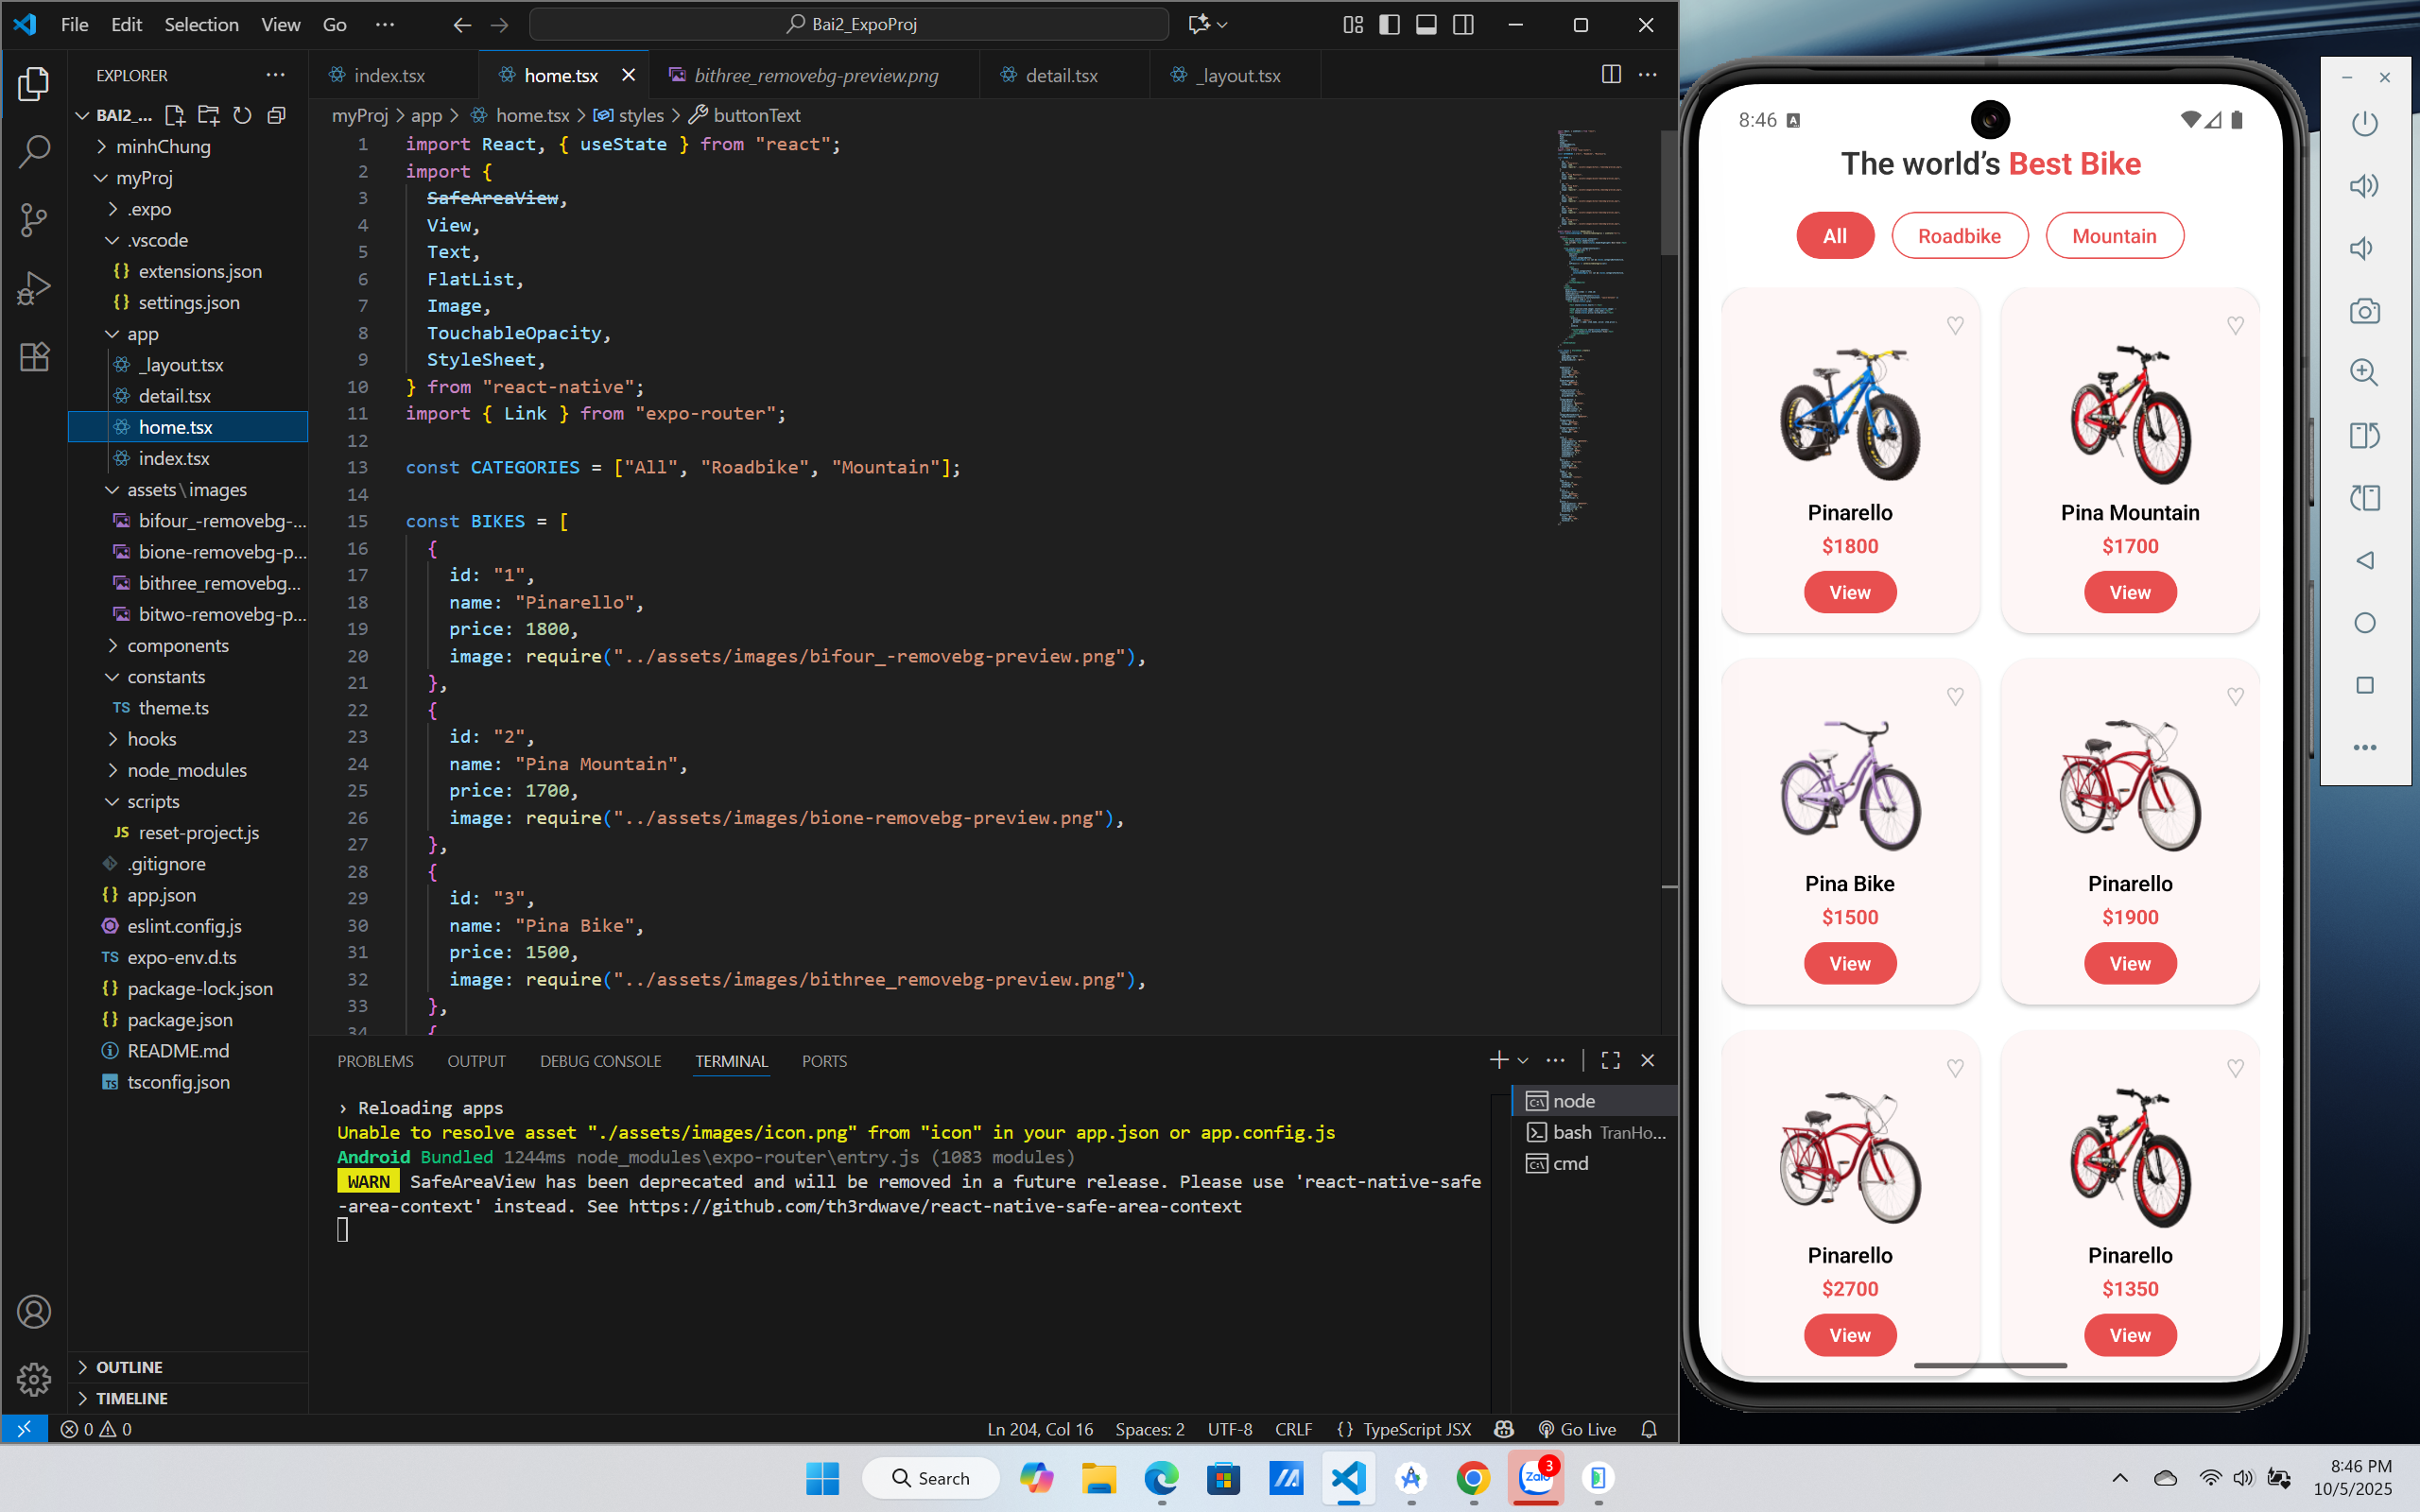 File Edit Selection View Go ··· Bai2_ExpoProj
EXPLORER ···
BAI2_...
minhChung
myProj
.expo
.vscode
{} extensions.json
{} settings.json
app
_layout.tsx
detail.tsx
home.tsx
index.tsx
assets\images
bifour_-removebg-...
bione-removebg-p...
bithree_removebg...
bitwo-removebg-p...
components
constants
TS theme.ts
hooks
node_modules
scripts
JS reset-project.js
.gitignore
{} app.json
eslint.config.js
TS expo-env.d.ts
{} package-lock.json
{} package.json
README.md
TS tsconfig.json
OUTLINE
TIMELINE
index.tsx home.tsx bithree_removebg-preview.png detail.tsx _layout.tsx
myProj > app > home.tsx > styles > buttonText
1 import React, { useState } from "react";
2 import {
3 SafeAreaView,
4 View,
5 Text,
6 FlatList,
7 Image,
8 TouchableOpacity,
9 StyleSheet,
10 } from "react-native";
11 import { Link } from "expo-router";
12
13 const CATEGORIES = ["All", "Roadbike", "Mountain"];
14
15 const BIKES = [
16 {
17 id: "1",
18 name: "Pinarello",
19 price: 1800,
20 image: require("../assets/images/bifour_-removebg-preview.png"),
21 },
22 {
23 id: "2",
24 name: "Pina Mountain",
25 price: 1700,
26 image: require("../assets/images/bione-removebg-preview.png"),
27 },
28 {
29 id: "3",
30 name: "Pina Bike",
31 price: 1500,
32 image: require("../assets/images/bithree_removebg-preview.png"),
33 },
34 {
PROBLEMS OUTPUT DEBUG CONSOLE TERMINAL PORTS
› Reloading apps
Unable to resolve asset "./assets/images/icon.png" from "icon" in your app.json or app.config.js
Android Bundled 1244ms node_modules\expo-router\entry.js (1083 modules)
WARN SafeAreaView has been deprecated and will be removed in a future release. Please use 'react-native-safe
-area-context' instead. See https://github.com/th3rdwave/react-native-safe-area-context
node
bash TranHo...
cmd
0 0 Ln 204, Col 16 Spaces: 2 UTF-8 CRLF {} TypeScript JSX Go Live
8:46 A
The world’s Best Bike
All Roadbike Mountain
Pinarello
$1800
View
Pina Mountain
$1700
View
Pina Bike
$1500
View
Pinarello
$1900
View
Pinarello
$2700
View
Pinarello
$1350
View
Search
Zalo 3
8:46 PM
10/5/2025